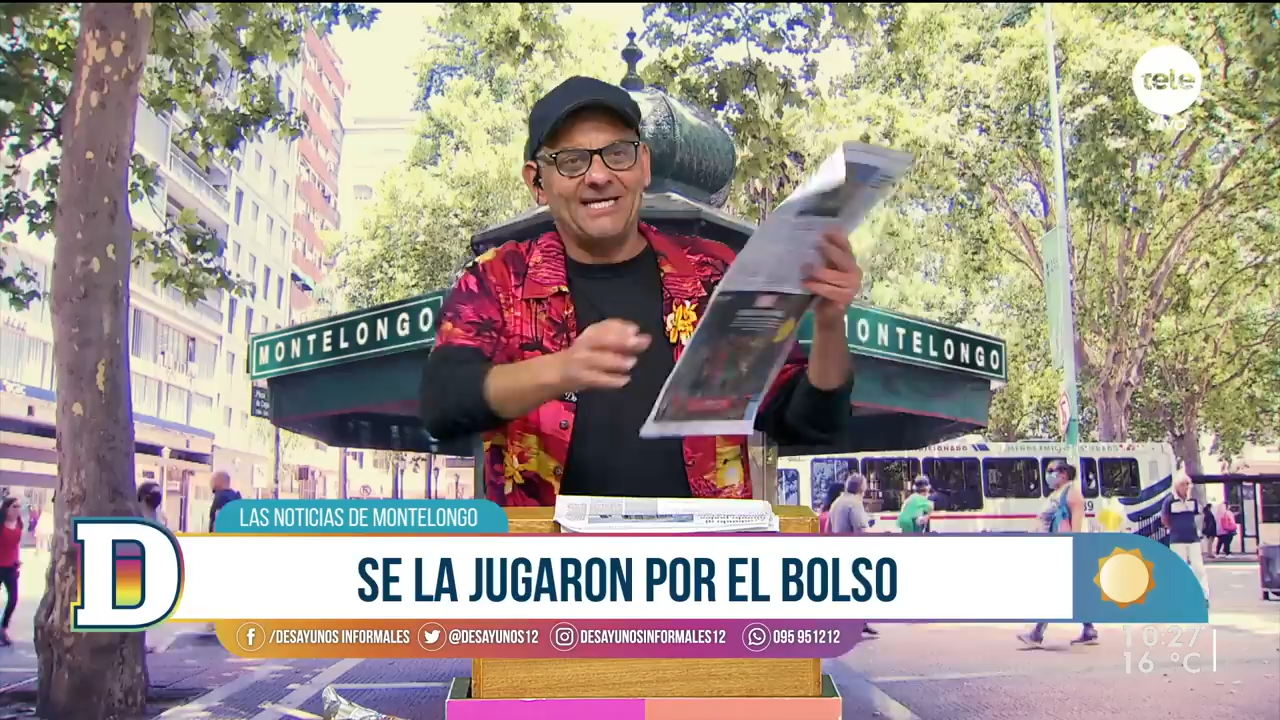 tele
MONTELONGO
MONTELONGO
LAS NOTICIAS DE MONTELONGO
D
SE LA JUGARON POR EL BOLSO
/DESAYUNOS INFORMALES
@DESAYUNOS12
DESAYUNOSINFORMALES12
095 951212
10:27
16 °C